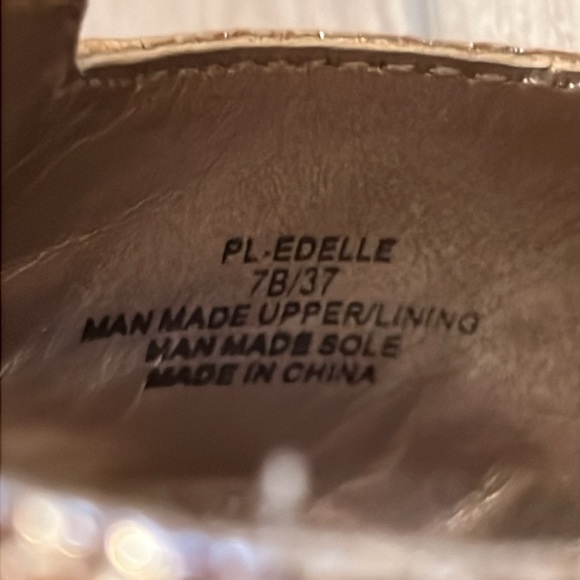 PL-EDELLE
7B/37
MAN MADE UPPER/LINING
MAN MADE SOLE
MADE IN CHINA